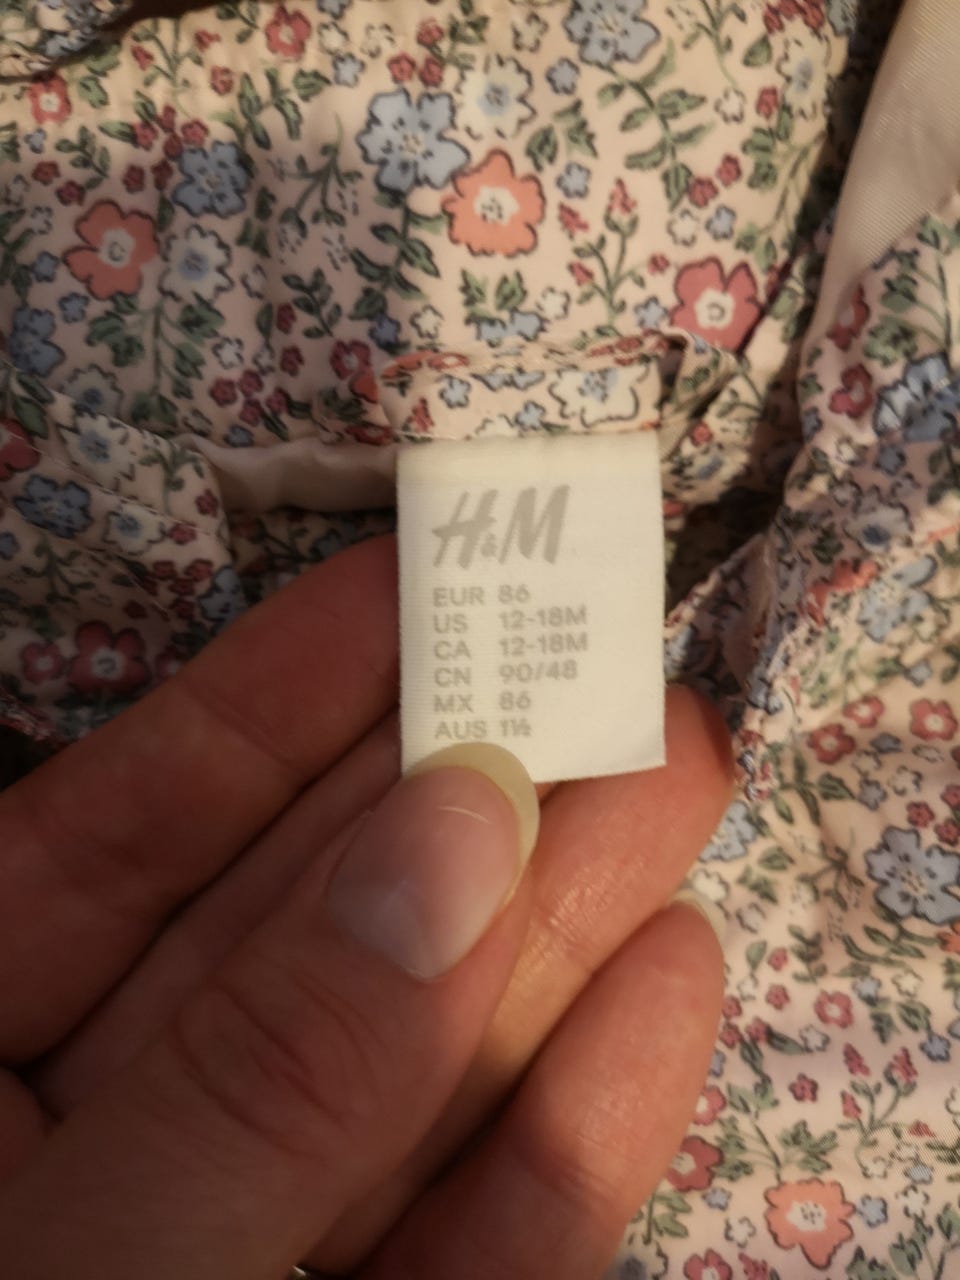 H&M
EUR 86
US 12-18M
CA 12-18M
CN 90/48
MX 86
AUS 1½